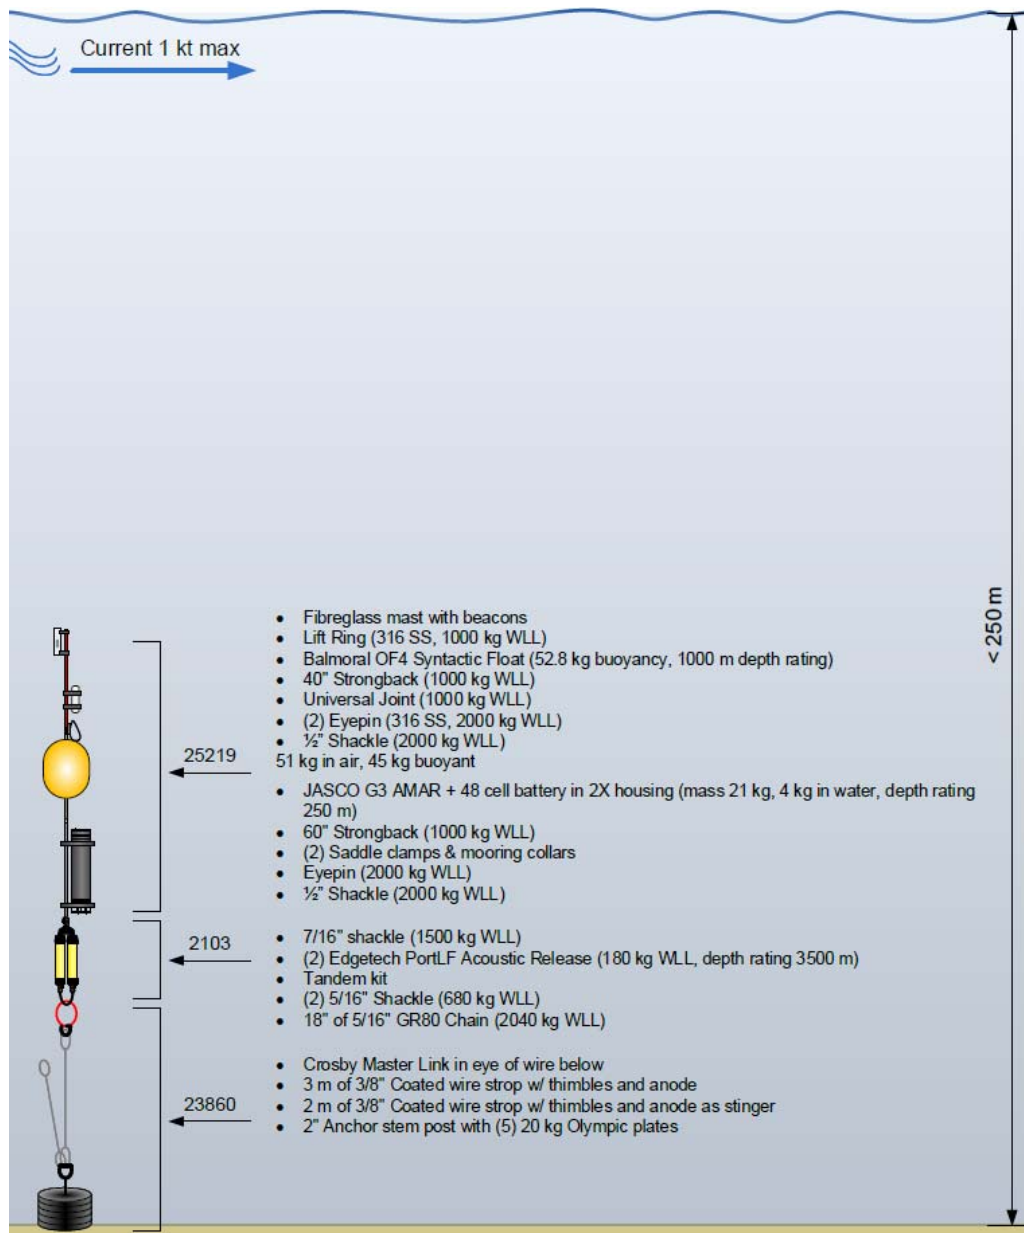 Current 1 kt max
< 250 m
• Fibreglass mast with beacons
• Lift Ring (316 SS, 1000 kg WLL)
• Balmoral OF4 Syntactic Float (52.8 kg buoyancy, 1000 m depth rating)
• 40" Strongback (1000 kg WLL)
• Universal Joint (1000 kg WLL)
• (2) Eyepin (316 SS, 2000 kg WLL)
• ½" Shackle (2000 kg WLL)
25219
51 kg in air, 45 kg buoyant
• JASCO G3 AMAR + 48 cell battery in 2X housing (mass 21 kg, 4 kg in water, depth rating
250 m)
• 60" Strongback (1000 kg WLL)
• (2) Saddle clamps & mooring collars
• Eyepin (2000 kg WLL)
• ½" Shackle (2000 kg WLL)
2103
• 7/16" shackle (1500 kg WLL)
• (2) Edgetech PortLF Acoustic Release (180 kg WLL, depth rating 3500 m)
• Tandem kit
• (2) 5/16" Shackle (680 kg WLL)
• 18" of 5/16" GR80 Chain (2040 kg WLL)
23860
• Crosby Master Link in eye of wire below
• 3 m of 3/8" Coated wire strop w/ thimbles and anode
• 2 m of 3/8" Coated wire strop w/ thimbles and anode as stinger
• 2" Anchor stem post with (5) 20 kg Olympic plates